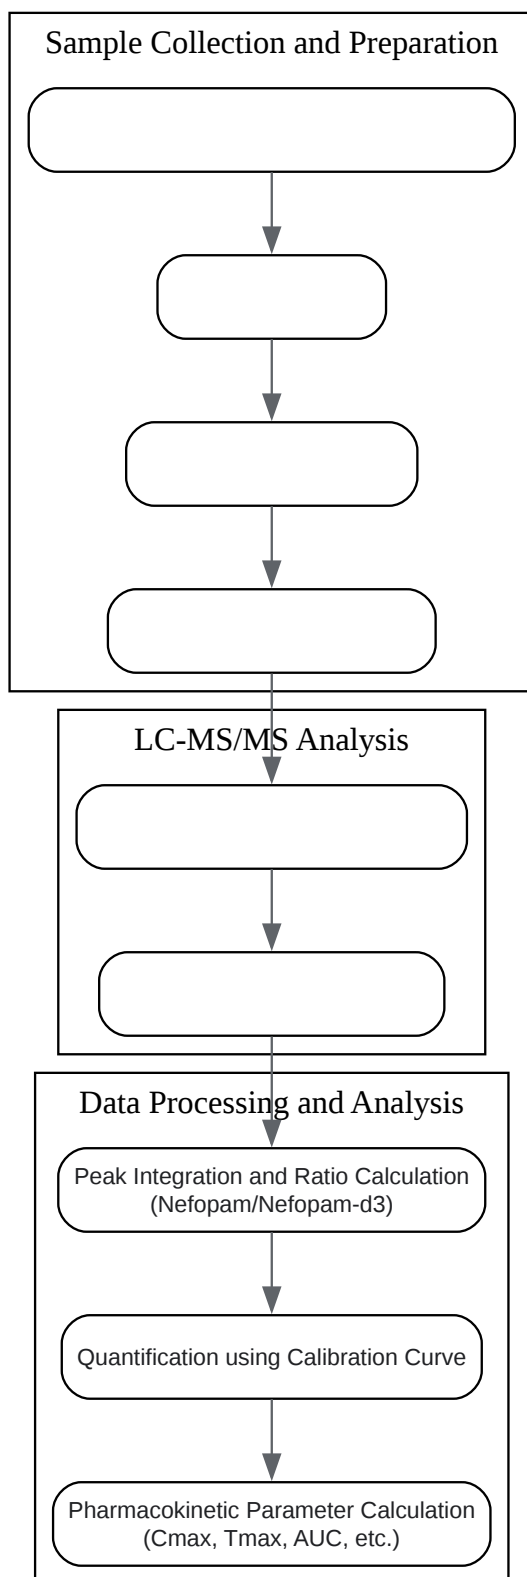 Sample Collection and Preparation
LC-MS/MS Analysis
Data Processing and Analysis
Peak Integration and Ratio Calculation
(Nefopam/Nefopam-d3)
Quantification using Calibration Curve
Pharmacokinetic Parameter Calculation
(Cmax, Tmax, AUC, etc.)